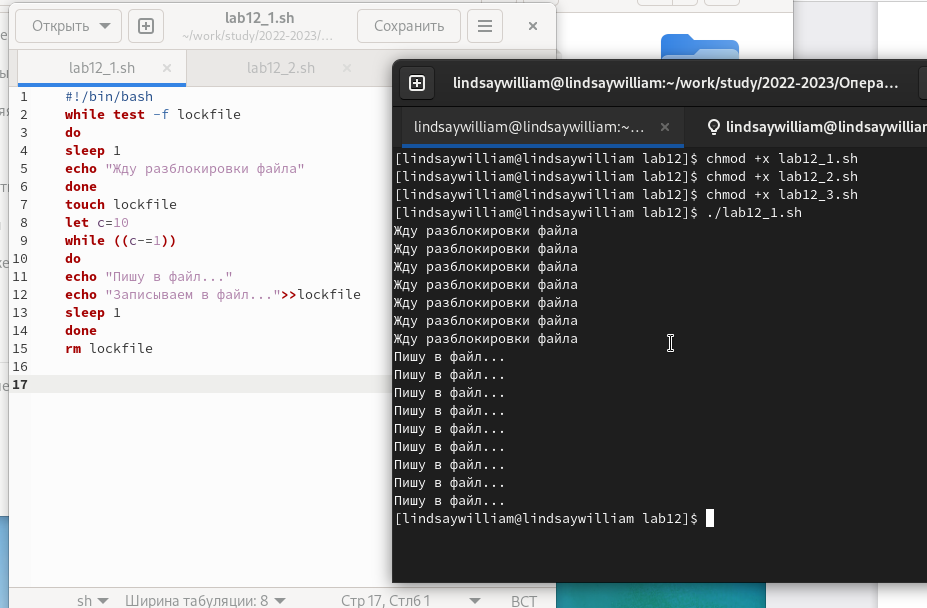 Открыть
lab12_1.sh
~/work/study/2022-2023/...
Сохранить
lab12_1.sh
lab12_2.sh
1 #!/bin/bash
2 while test -f lockfile
3 do
4 sleep 1
5 echo "Жду разблокировки файла"
6 done
7 touch lockfile
8 let c=10
9 while ((c-=1))
10 do
11 echo "Пишу в файл..."
12 echo "Записываем в файл...">>lockfile
13 sleep 1
14 done
15 rm lockfile
16
17
sh Ширина табуляции: 8 Стр 17, Стлб 1 ВСТ
lindsaywilliam@lindsaywilliam:~/work/study/2022-2023/Опера...
lindsaywilliam@lindsaywilliam:~...
lindsaywilliam@lindsaywilliam
[lindsaywilliam@lindsaywilliam lab12]$ chmod +x lab12_1.sh
[lindsaywilliam@lindsaywilliam lab12]$ chmod +x lab12_2.sh
[lindsaywilliam@lindsaywilliam lab12]$ chmod +x lab12_3.sh
[lindsaywilliam@lindsaywilliam lab12]$ ./lab12_1.sh
Жду разблокировки файла
Жду разблокировки файла
Жду разблокировки файла
Жду разблокировки файла
Жду разблокировки файла
Жду разблокировки файла
Жду разблокировки файла
Пишу в файл...
Пишу в файл...
Пишу в файл...
Пишу в файл...
Пишу в файл...
Пишу в файл...
Пишу в файл...
Пишу в файл...
Пишу в файл...
[lindsaywilliam@lindsaywilliam lab12]$